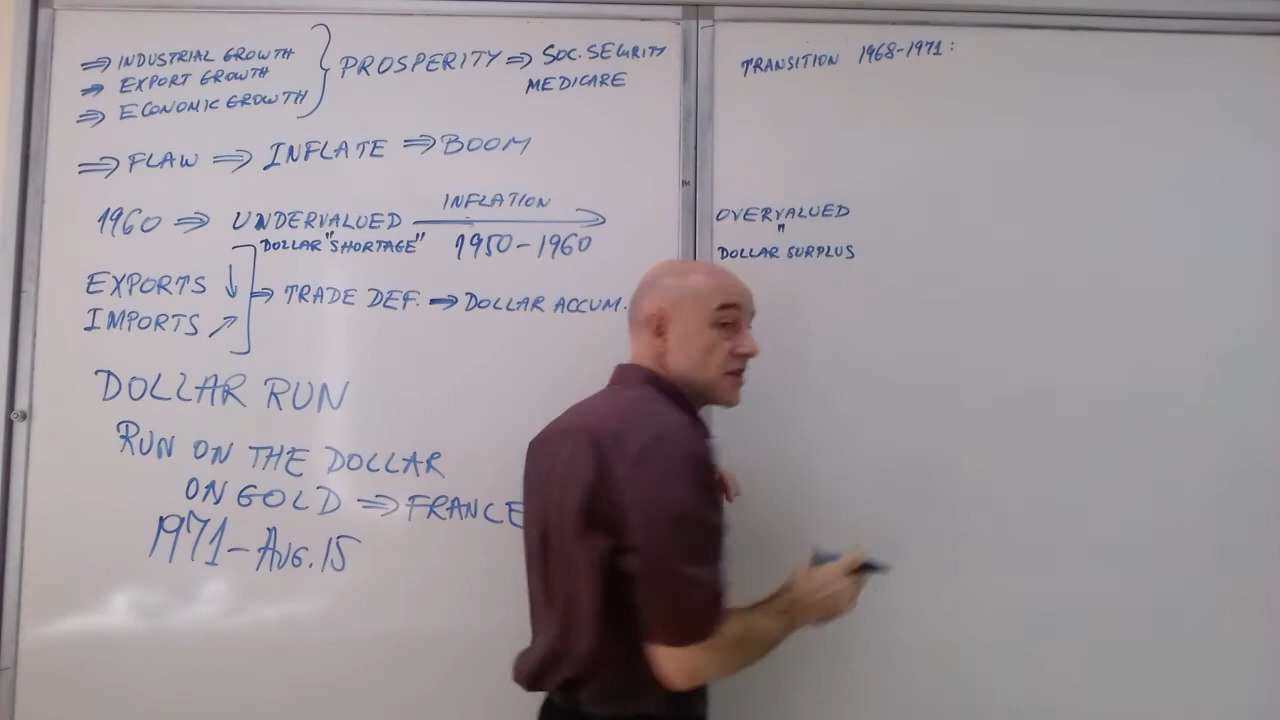 ⇒ INDUSTRIAL GROWTH
⇒ EXPORT GROWTH
⇒ ECONOMIC GROWTH
} PROSPERITY ⇒ SOC. SECURITY
MEDICARE
⇒ FLAW ⇒ INFLATE ⇒ BOOM
1960 ⇒ UNDERVALUED INFLATION → OVERVALUED
DOLLAR "SHORTAGE" 1950-1960 " DOLLAR SURPLUS
EXPORTS ↓
IMPORTS ↗
⇒ TRADE DEF. → DOLLAR ACCUM.
DOLLAR RUN
RUN ON THE DOLLAR
ON GOLD ⇒ FRANCE
1971-AUG. 15
TRANSITION 1968-1971: